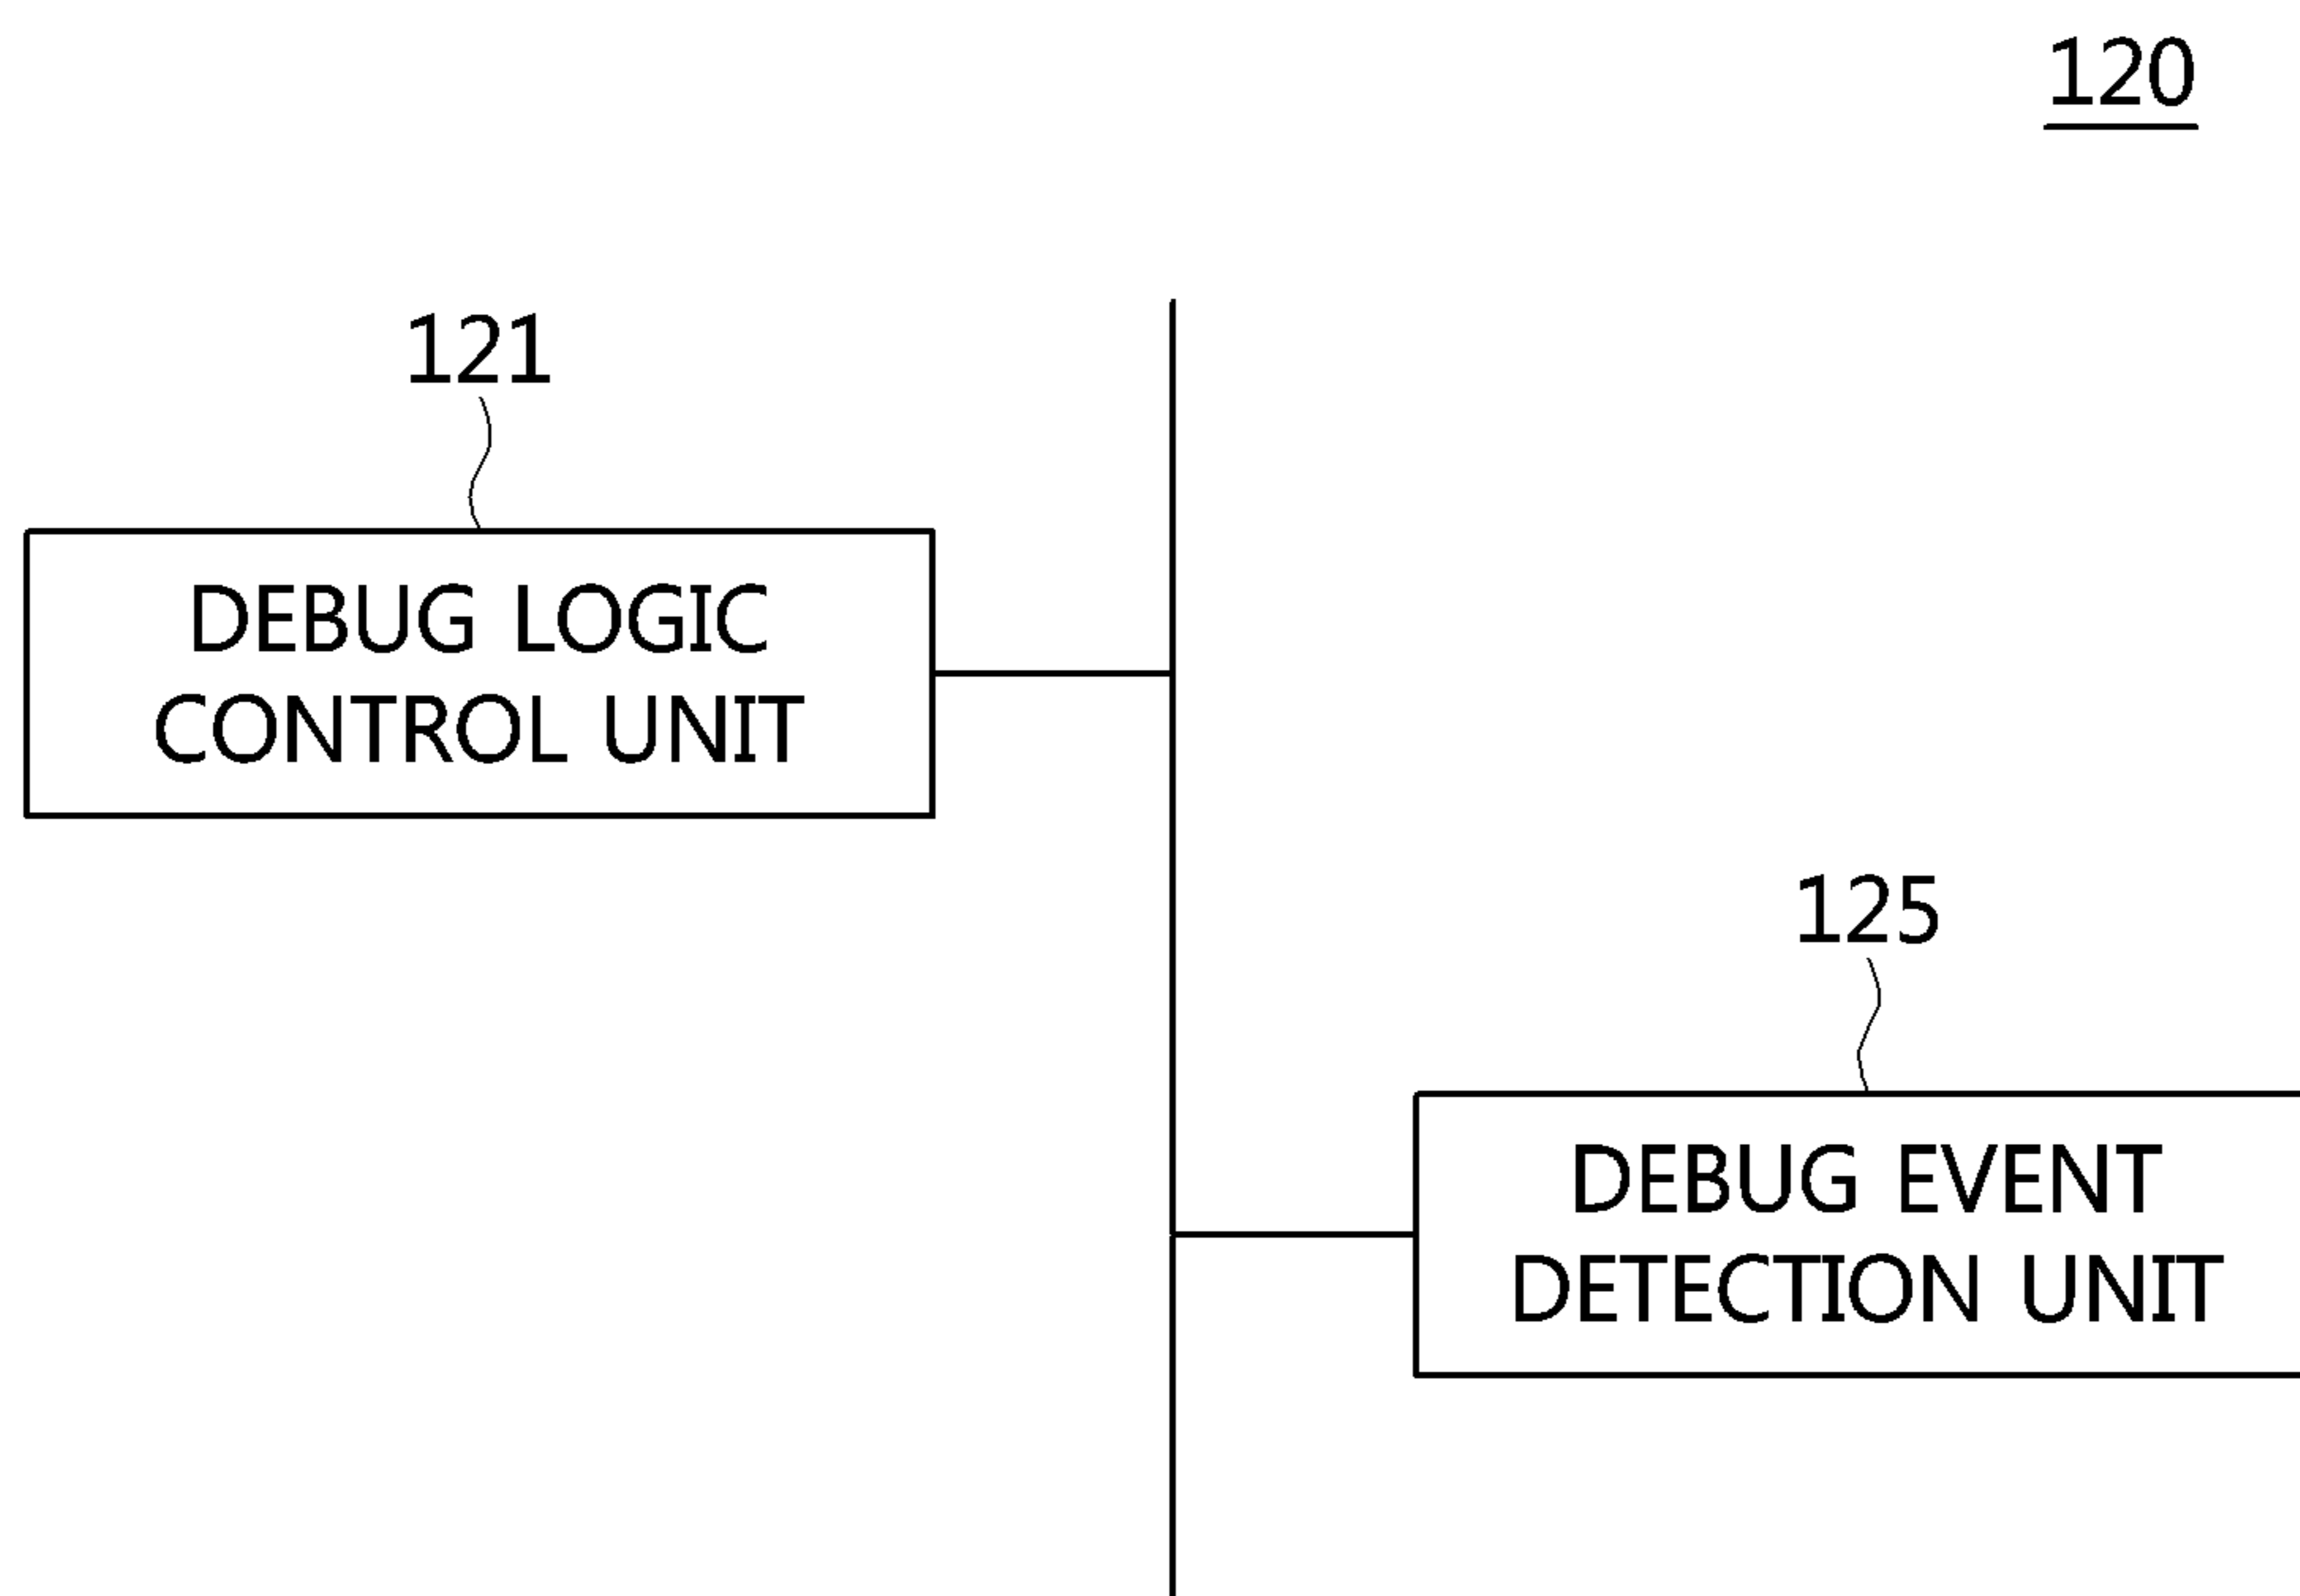 120
121
DEBUG LOGIC
CONTROL UNIT
125
DEBUG EVENT
DETECTION UNIT